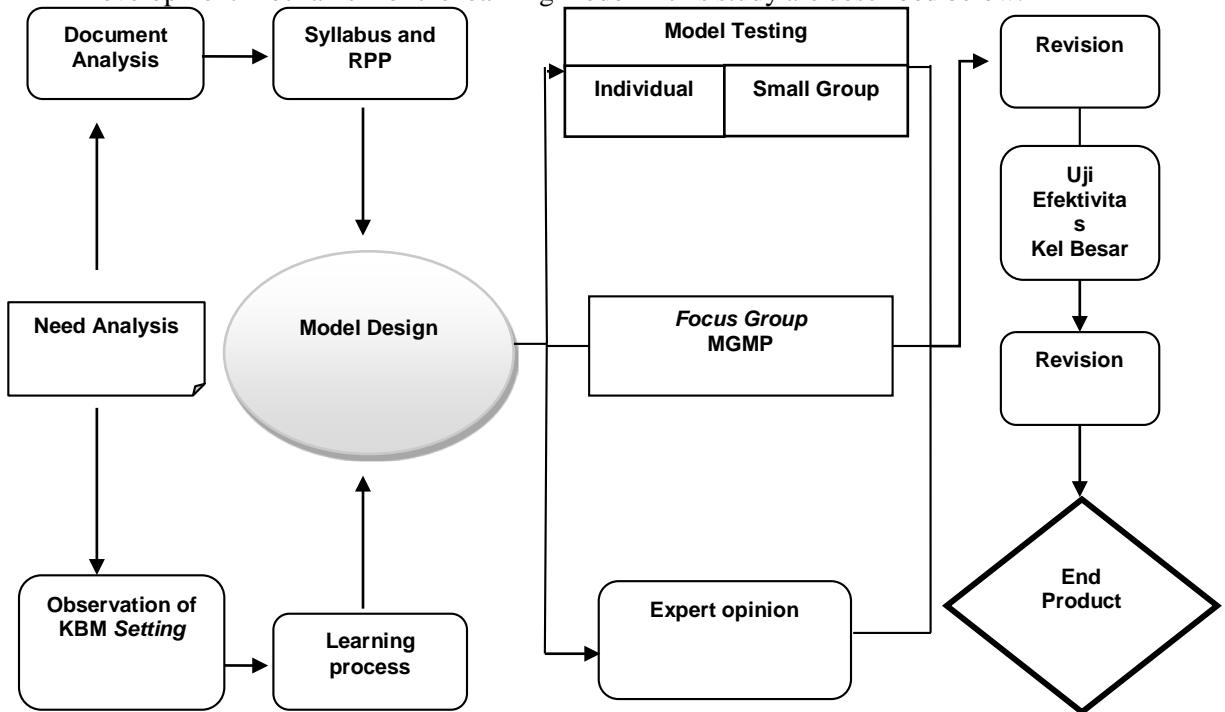 Document
Analysis
Syllabus and
RPP
Model Testing
Individual
Small Group
Revision
Uji
Efektivita
s
Kel Besar
Need Analysis
Model Design
Focus Group
MGMP
Revision
Observation of
KBM Setting
Learning
process
Expert opinion
End
Product